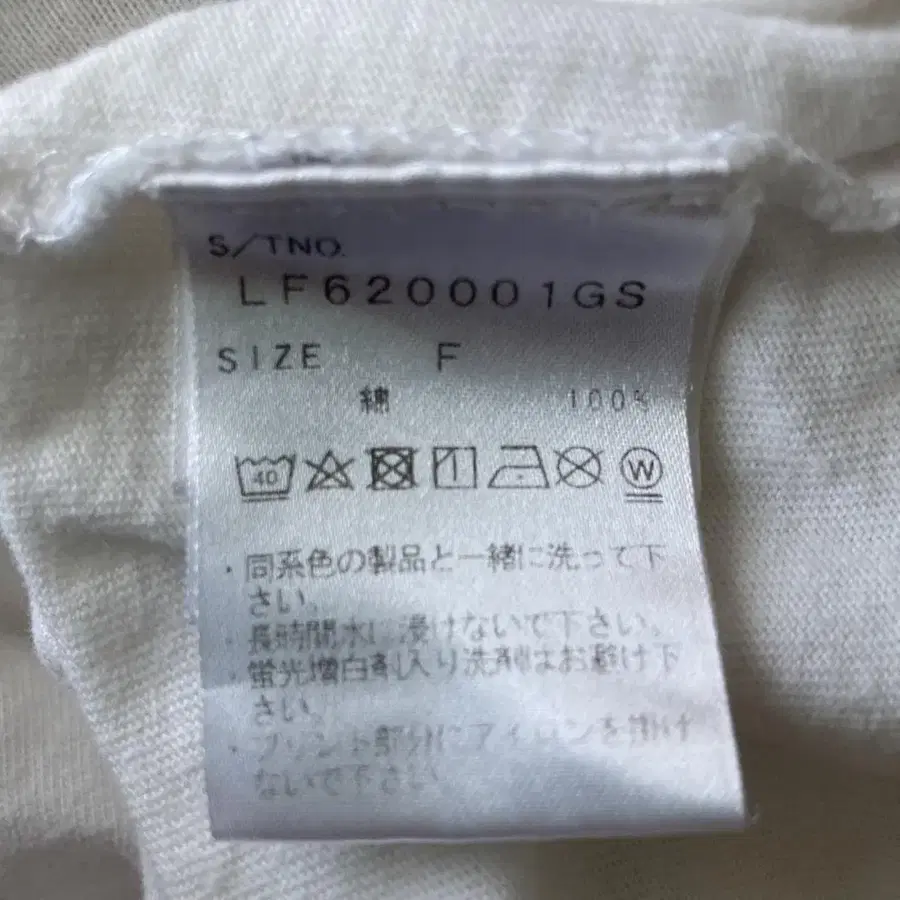 S/TNO.
LF620001GS
SIZE F
綿 100%
40 W
・同系色の製品と一緒に洗って下
さい。
・長時間水に浸けないで下さい。
・蛍光増白剤入り洗剤はお避け下
さい。
・プリント部分にアイロンを掛け
ないで下さい。